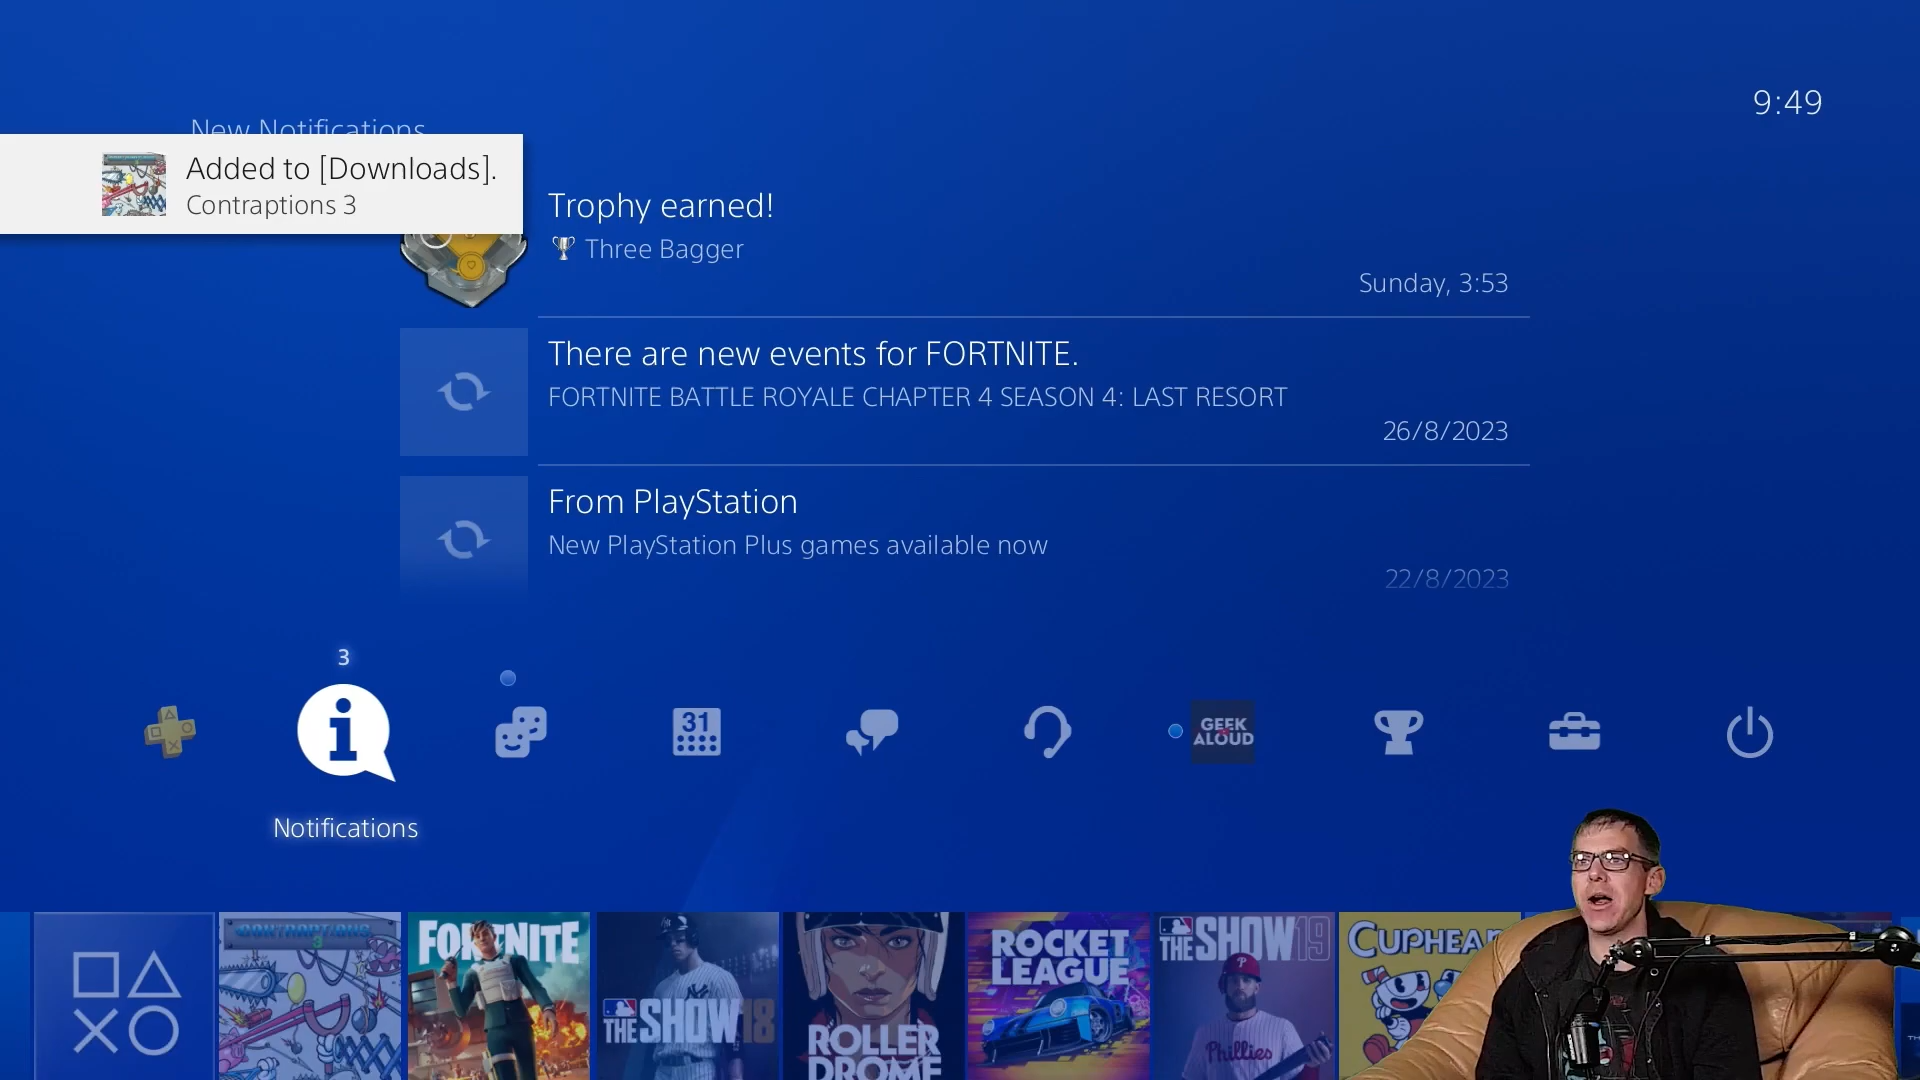 9:49
New Notifications
Added to [Downloads].
Contraptions 3
Trophy earned!
Three Bagger
Sunday, 3:53
There are new events for FORTNITE.
FORTNITE BATTLE ROYALE CHAPTER 4 SEASON 4: LAST RESORT
26/8/2023
From PlayStation
New PlayStation Plus games available now
22/8/2023
3
31
GEEK
ALOUD
Notifications
CONTRAPTIONS
3
FORTNITE
THE SHOW 18
ROLLER
DROME
ROCKET
LEAGUE
THE SHOW 19
Phillies
CUPHEA